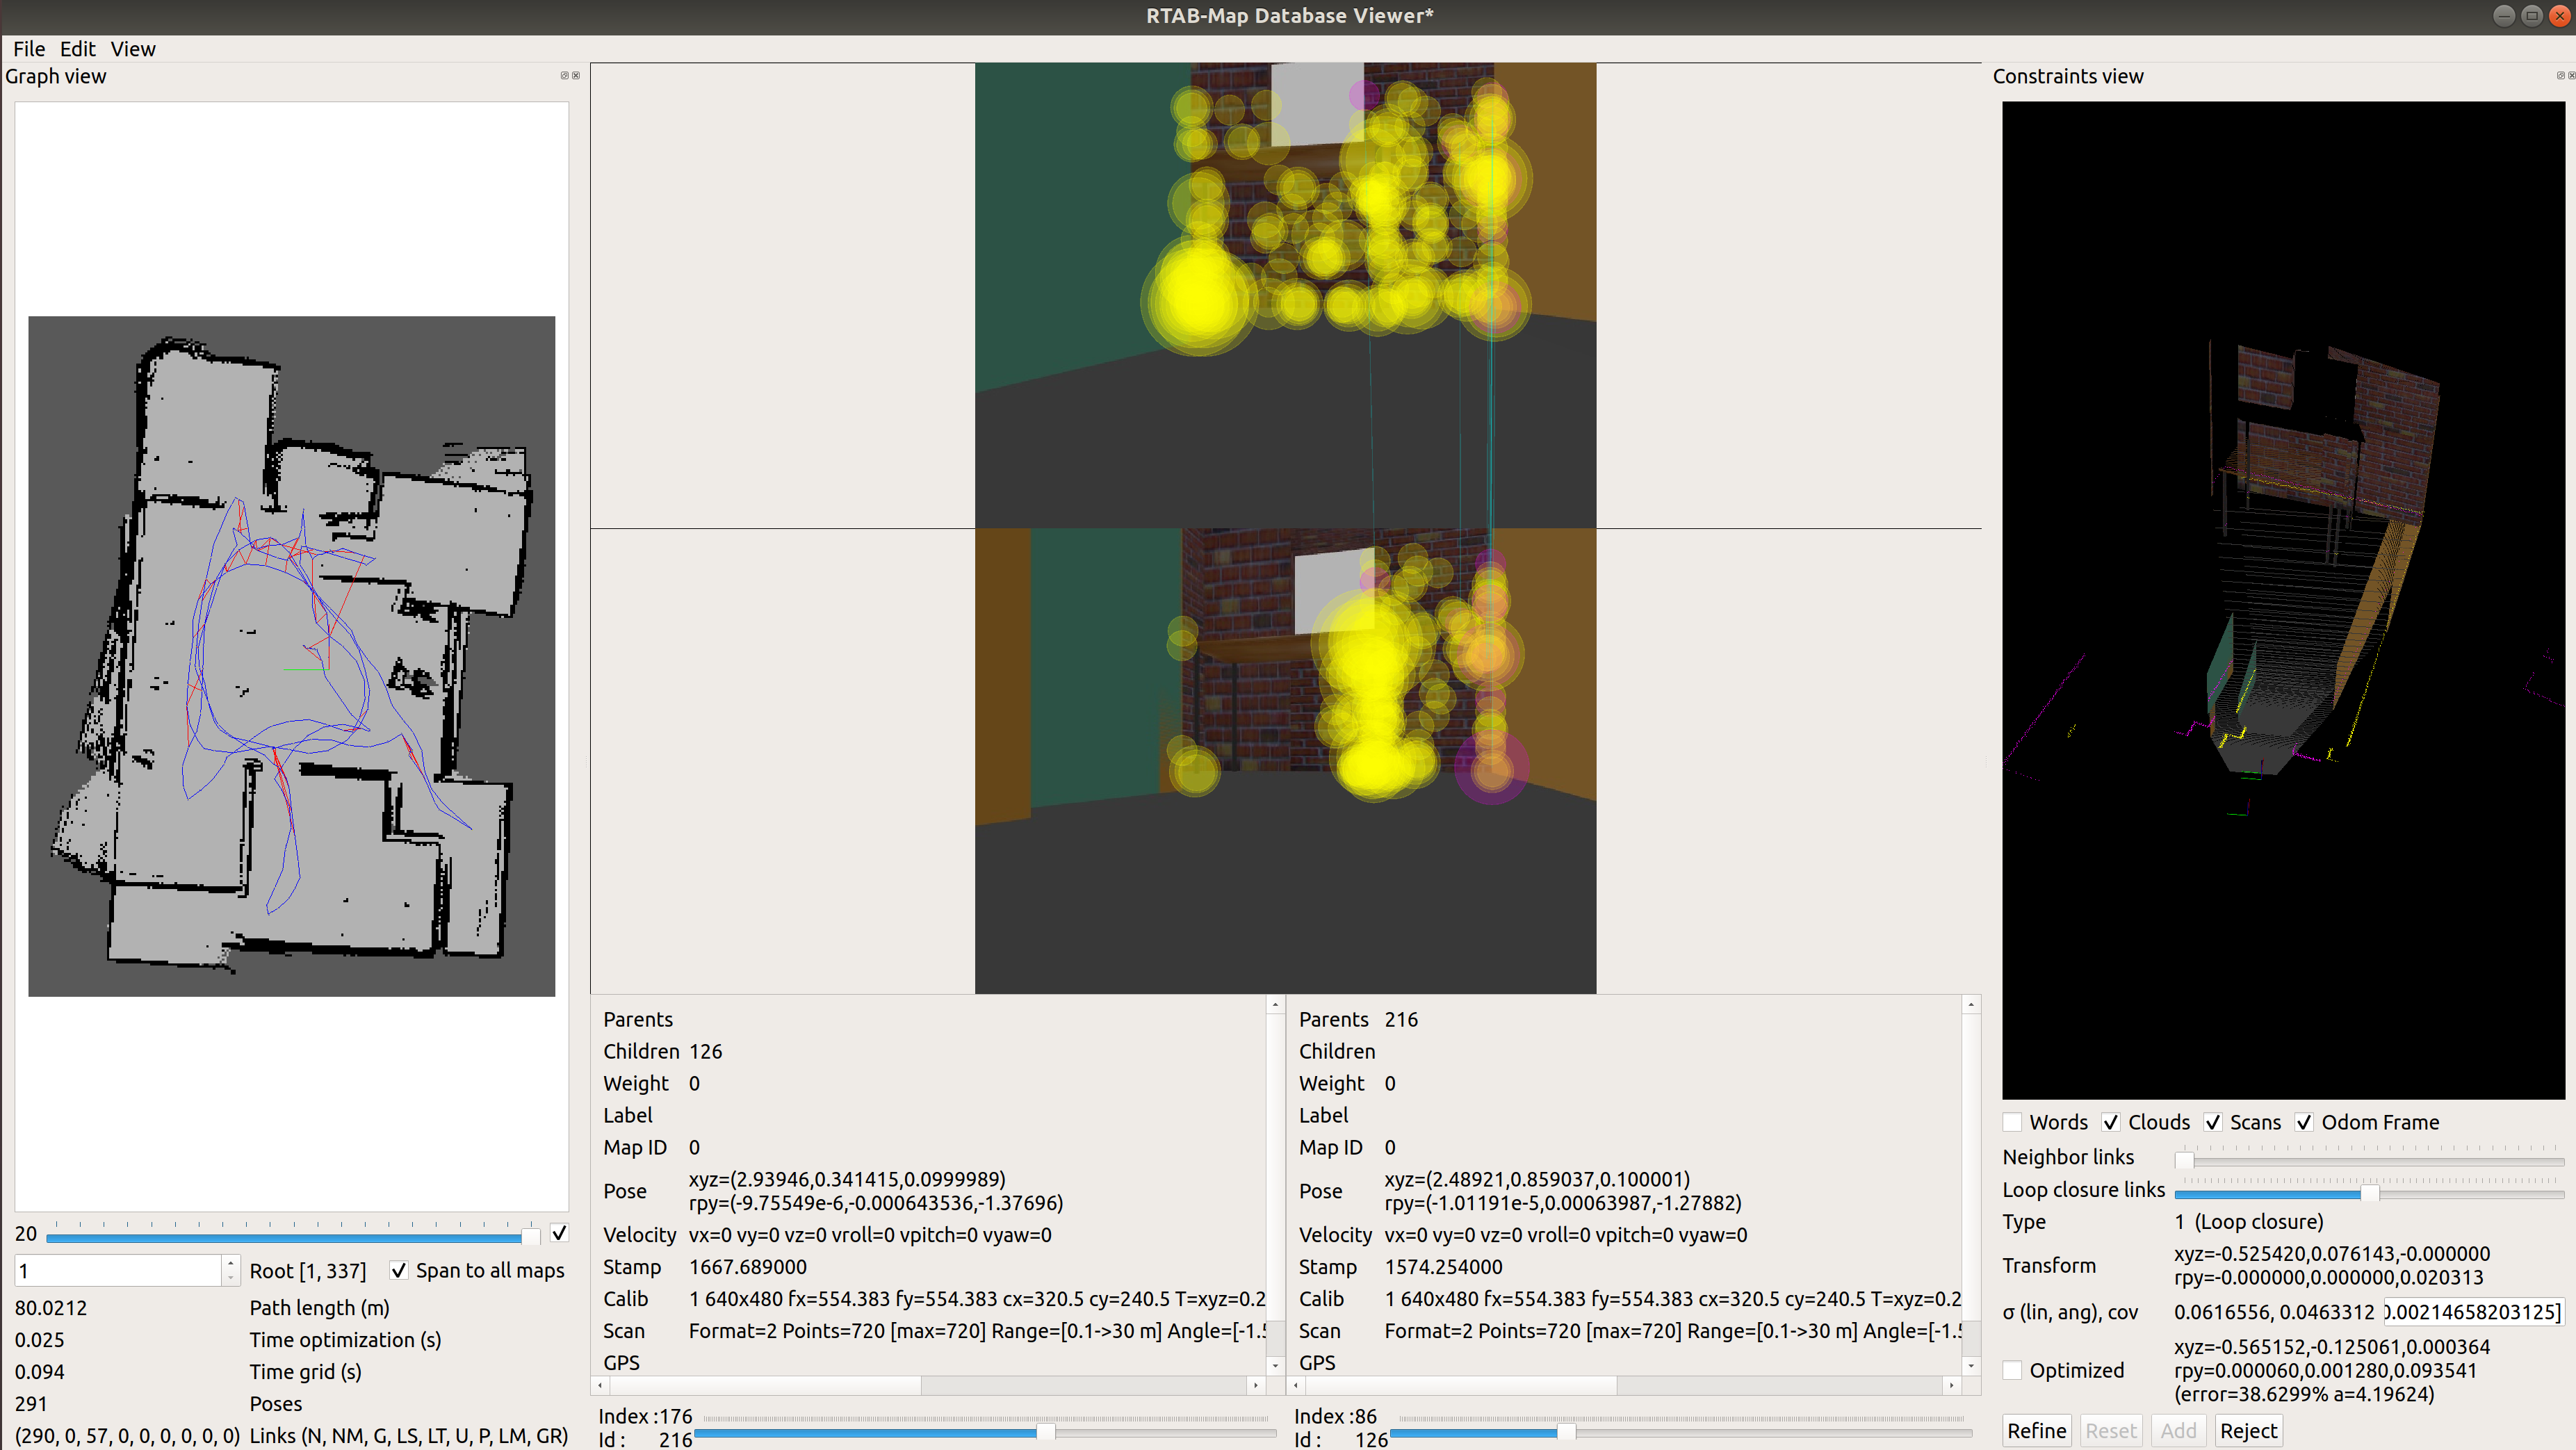 RTAB-Map Database Viewer*
File Edit View
Graph view
Constraints view
20
1 Root [1, 337] Span to all maps
80.0212 Path length (m)
0.025 Time optimization (s)
0.094 Time grid (s)
291 Poses
(290, 0, 57, 0, 0, 0, 0, 0, 0) Links (N, NM, G, LS, LT, U, P, LM, GR)
Parents
Children 126
Weight 0
Label
Map ID 0
Pose xyz=(2.93946,0.341415,0.0999989)
rpy=(-9.75549e-6,-0.000643536,-1.37696)
Velocity vx=0 vy=0 vz=0 vroll=0 vpitch=0 vyaw=0
Stamp 1667.689000
Calib 1 640x480 fx=554.383 fy=554.383 cx=320.5 cy=240.5 T=xyz=0.2
Scan Format=2 Points=720 [max=720] Range=[0.1->30 m] Angle=[-1.5
GPS
Index :176
Id : 216
Parents 216
Children
Weight 0
Label
Map ID 0
Pose xyz=(2.48921,0.859037,0.100001)
rpy=(-1.01191e-5,0.00063987,-1.27882)
Velocity vx=0 vy=0 vz=0 vroll=0 vpitch=0 vyaw=0
Stamp 1574.254000
Calib 1 640x480 fx=554.383 fy=554.383 cx=320.5 cy=240.5 T=xyz=0.2
Scan Format=2 Points=720 [max=720] Range=[0.1->30 m] Angle=[-1.5
GPS
Index :86
Id : 126
Words Clouds Scans Odom Frame
Neighbor links
Loop closure links
Type 1 (Loop closure)
Transform xyz=-0.525420,0.076143,-0.000000
rpy=-0.000000,0.000000,0.020313
σ (lin, ang), cov 0.0616556, 0.0463312 0.00214658203125]
Optimized xyz=-0.565152,-0.125061,0.000364
rpy=0.000060,0.001280,0.093541
(error=38.6299% a=4.19624)
Refine Reset Add Reject